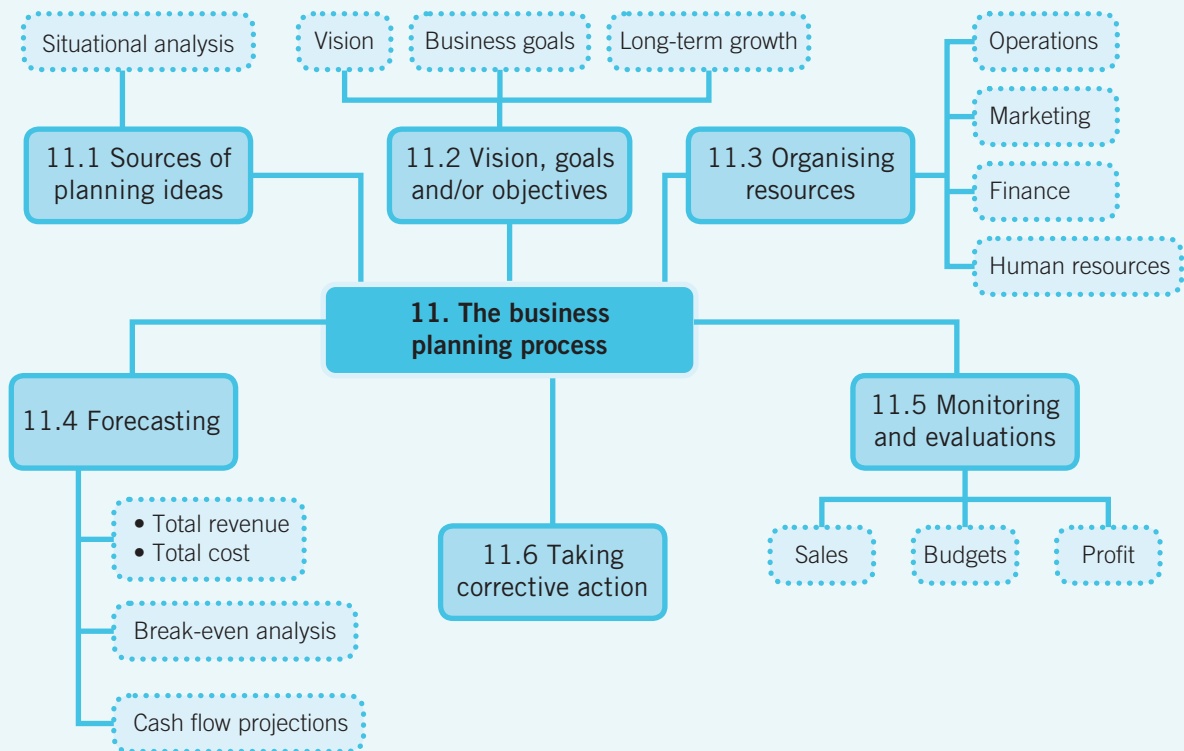 Situational analysis
Vision
Business goals
Long-term growth
Operations
Marketing
Finance
Human resources
11.1 Sources of
planning ideas
11.2 Vision, goals
and/or objectives
11.3 Organising
resources
11. The business
planning process
11.4 Forecasting
• Total revenue
• Total cost
Break-even analysis
Cash flow projections
11.6 Taking
corrective action
11.5 Monitoring
and evaluations
Sales
Budgets
Profit